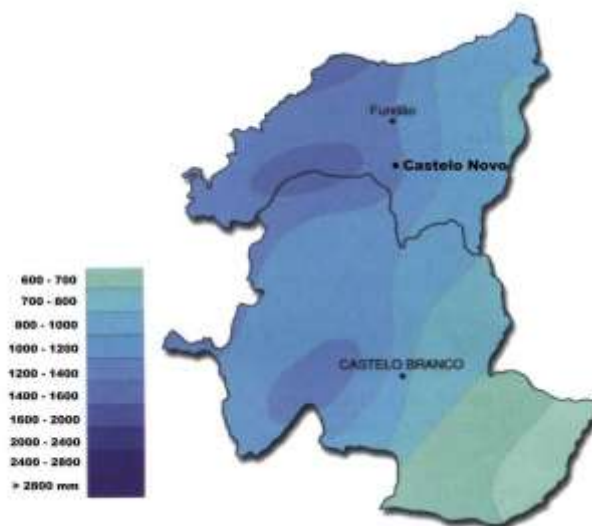 Fundão
Castelo Novo
600 - 700
700 - 800
800 - 1000
1000 - 1200
1200 - 1400
1400 - 1600
1600 - 2000
2000 - 2400
2400 - 2800
> 2800 mm
CASTELO BRANCO